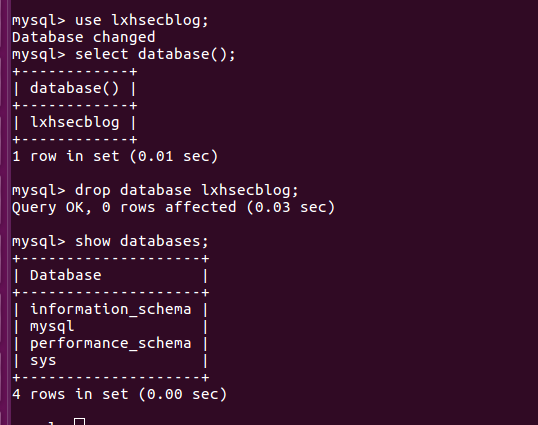 mysql> use lxhsecblog;
Database changed
mysql> select database();
+------------+
| database() |
+------------+
| lxhsecblog |
+------------+
1 row in set (0.01 sec)
mysql> drop database lxhsecblog;
Query OK, 0 rows affected (0.03 sec)
mysql> show databases;
+--------------------+
| Database           |
+--------------------+
| information_schema |
| mysql              |
| performance_schema |
| sys                |
+--------------------+
4 rows in set (0.00 sec)